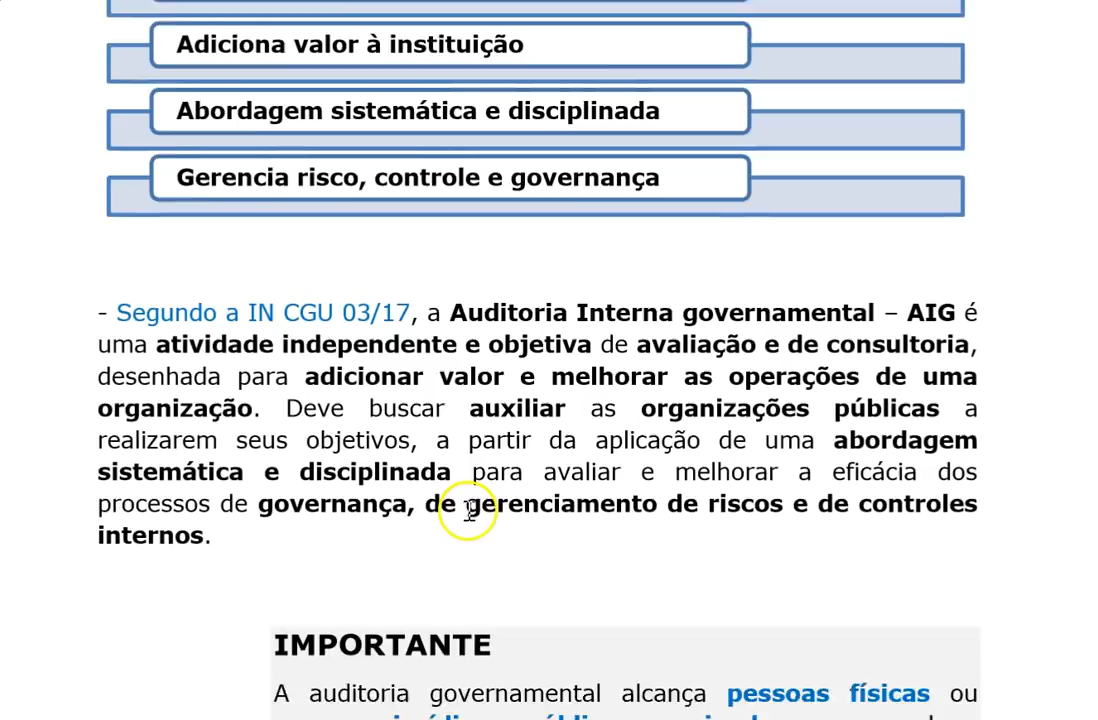 Adiciona valor à instituição
Abordagem sistemática e disciplinada
Gerencia risco, controle e governança
- Segundo a IN CGU 03/17, a Auditoria Interna governamental – AIG é
uma atividade independente e objetiva de avaliação e de consultoria,
desenhada para adicionar valor e melhorar as operações de uma
organização. Deve buscar auxiliar as organizações públicas a
realizarem seus objetivos, a partir da aplicação de uma abordagem
sistemática e disciplinada para avaliar e melhorar a eficácia dos
processos de governança, de gerenciamento de riscos e de controles
internos.
IMPORTANTE
A auditoria governamental alcança pessoas físicas ou